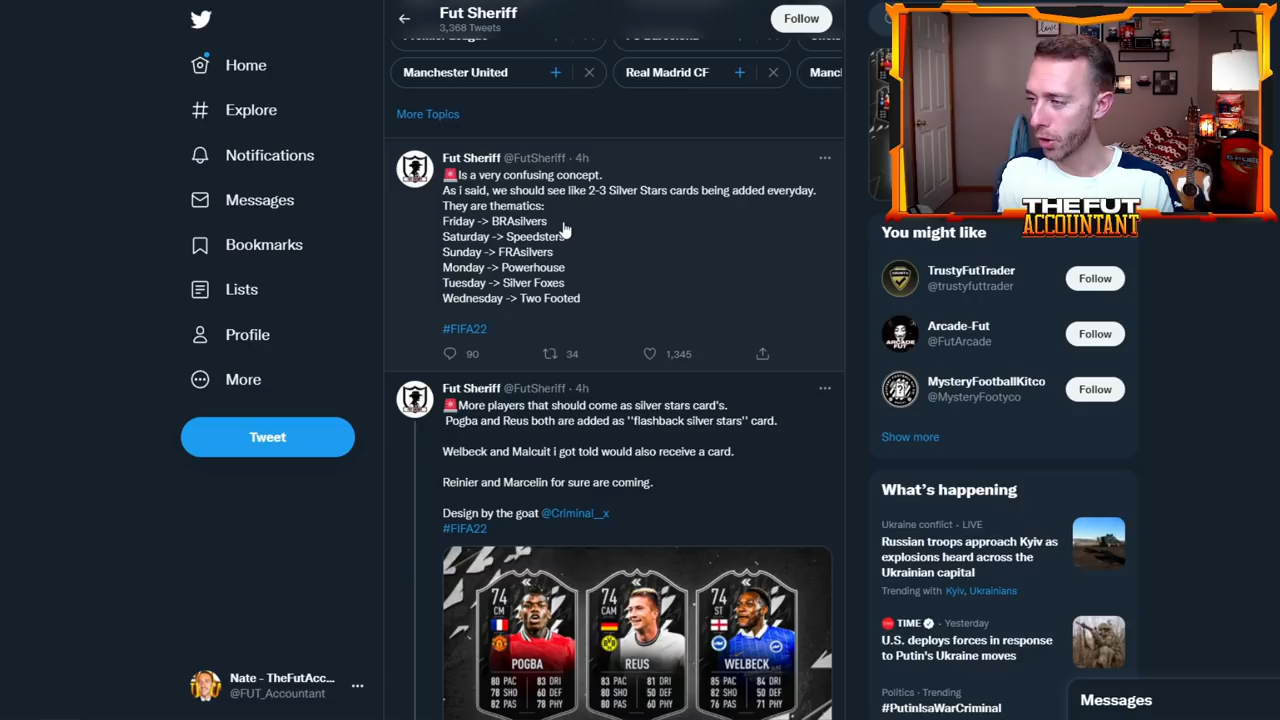 Fut Sheriff
3,368 Tweets
Follow
Home
Explore
Notifications
Messages
Bookmarks
Lists
Profile
More
Tweet
Nate - TheFutAcc...
@FUT_Accountant
Manchester United
Real Madrid CF
More Topics
Fut Sheriff @FutSheriff · 4h
🚨Is a very confusing concept.
As i said, we should see like 2-3 Silver Stars cards being added everyday.
They are thematics:
Friday -> BRAsilvers
Saturday -> Speedsters
Sunday -> FRAsilvers
Monday -> Powerhouse
Tuesday -> Silver Foxes
Wednesday -> Two Footed
#FIFA22
90 34 1,345
Fut Sheriff @FutSheriff · 4h
🚨More players that should come as silver stars card's.
Pogba and Reus both are added as ''flashback silver stars'' card.
Welbeck and Malcuit i got told would also receive a card.
Reinier and Marcelin for sure are coming.
Design by the goat @Criminal__x
#FIFA22
74 CM
POGBA
80 PAC 83 DRI
78 SHO 60 DEF
82 PAS 78 PHY
74 CAM
REUS
83 PAC 81 DRI
80 SHO 50 DEF
80 PAS 60 PHY
74 ST
WELBECK
85 PAC 84 DRI
82 SHO 50 DEF
76 PAS 71 PHY
THE FUT
ACCOUNTANT
You might like
TrustyFutTrader
@trustyfuttrader
Follow
Arcade-Fut
@FutArcade
Follow
MysteryFootballKitco
@MysteryFootyco
Follow
Show more
What's happening
Ukraine conflict · LIVE
Russian troops approach Kyiv as
explosions heard across the
Ukrainian capital
Trending with Kyiv, Ukrainians
TIME · Yesterday
U.S. deploys forces in response
to Putin's Ukraine moves
Politics · Trending
#PutinIsaWarCriminal
Messages